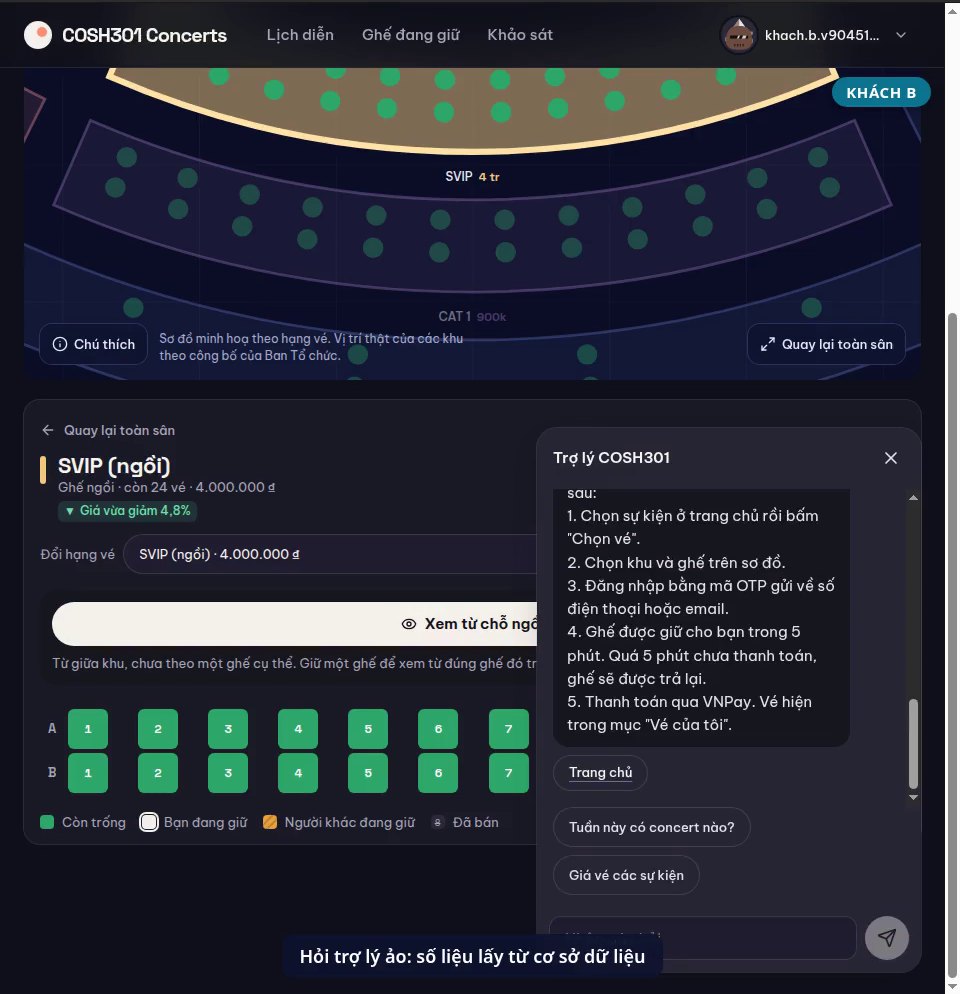 COSH301 Concerts
Lịch diễn
Ghế đang giữ
Khảo sát
khach.b.v90451...
KHÁCH B
SVIP 4 tr
CAT 1 900k
Chú thích
Sơ đồ minh hoạ theo hạng vé. Vị trí thật của các khu
theo công bố của Ban Tổ chức.
Quay lại toàn sân
Quay lại toàn sân
SVIP (ngồi)
Ghế ngồi · còn 24 vé · 4.000.000 ₫
▼ Giá vừa giảm 4,8%
Đổi hạng vé
SVIP (ngồi) · 4.000.000 ₫
Xem từ chỗ ngồ
Từ giữa khu, chưa theo một ghế cụ thể. Giữ một ghế để xem từ đúng ghế đó tr
A 1 2 3 4 5 6 7
B 1 2 3 4 5 6 7
Còn trống
Bạn đang giữ
Người khác đang giữ
8 Đã bán
Trợ lý COSH301
sau:
1. Chọn sự kiện ở trang chủ rồi bấm
"Chọn vé".
2. Chọn khu và ghế trên sơ đồ.
3. Đăng nhập bằng mã OTP gửi về số
điện thoại hoặc email.
4. Ghế được giữ cho bạn trong 5
phút. Quá 5 phút chưa thanh toán,
ghế sẽ được trả lại.
5. Thanh toán qua VNPay. Vé hiện
trong mục "Vé của tôi".
Trang chủ
Tuần này có concert nào?
Giá vé các sự kiện
Hỏi trợ lý ảo: số liệu lấy từ cơ sở dữ liệu